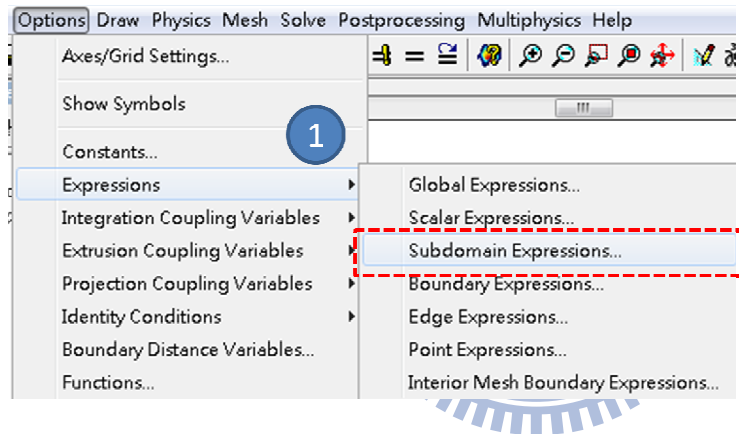 Options Draw Physics Mesh Solve Postprocessing Multiphysics Help
Axes/Grid Settings...
Show Symbols
1
Constants...
Expressions
Integration Coupling Variables
Extrusion Coupling Variables
Projection Coupling Variables
Identity Conditions
Boundary Distance Variables...
Functions...
Global Expressions...
Scalar Expressions...
Subdomain Expressions...
Boundary Expressions...
Edge Expressions...
Point Expressions...
Interior Mesh Boundary Expressions...